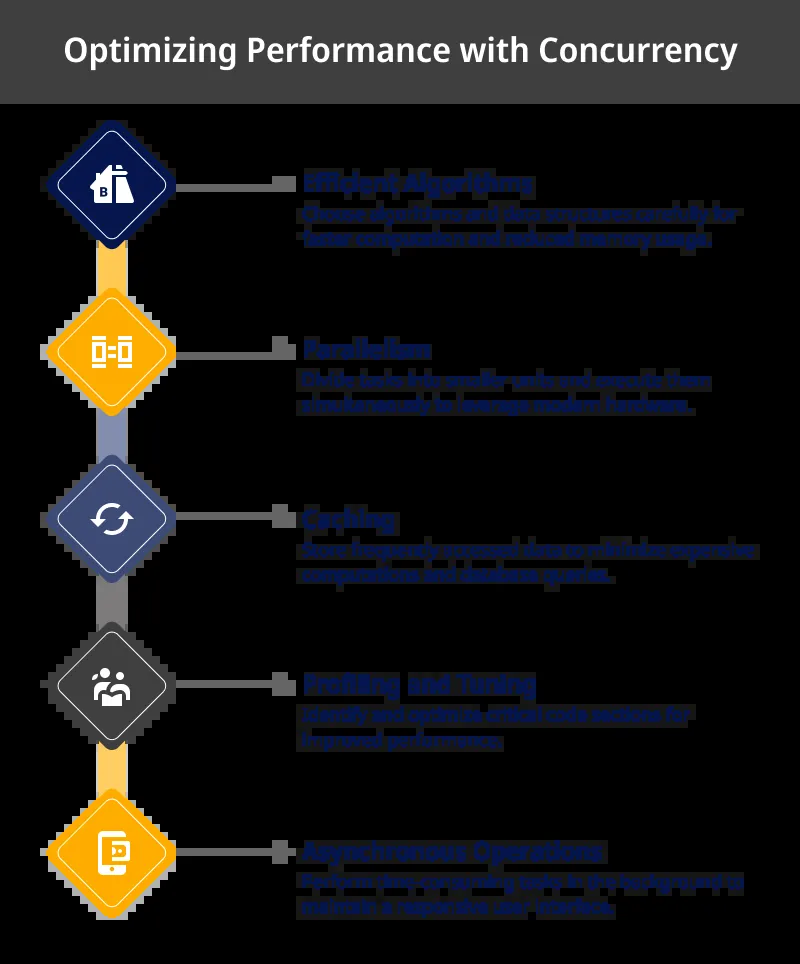 Optimizing Performance with Concurrency
B
Efficient Algorithms
Choose algorithms and data structures carefully for
faster computation and reduced memory usage.
Parallelism
Divide tasks into smaller units and execute them
simultaneously to leverage modern hardware.
Caching
Store frequently accessed data to minimize expensive
computations and database queries.
Profiling and Tuning
Identify and optimize critical code sections for
improved performance.
Asynchronous Operations
Perform time-consuming tasks in the background to
maintain a responsive user interface.